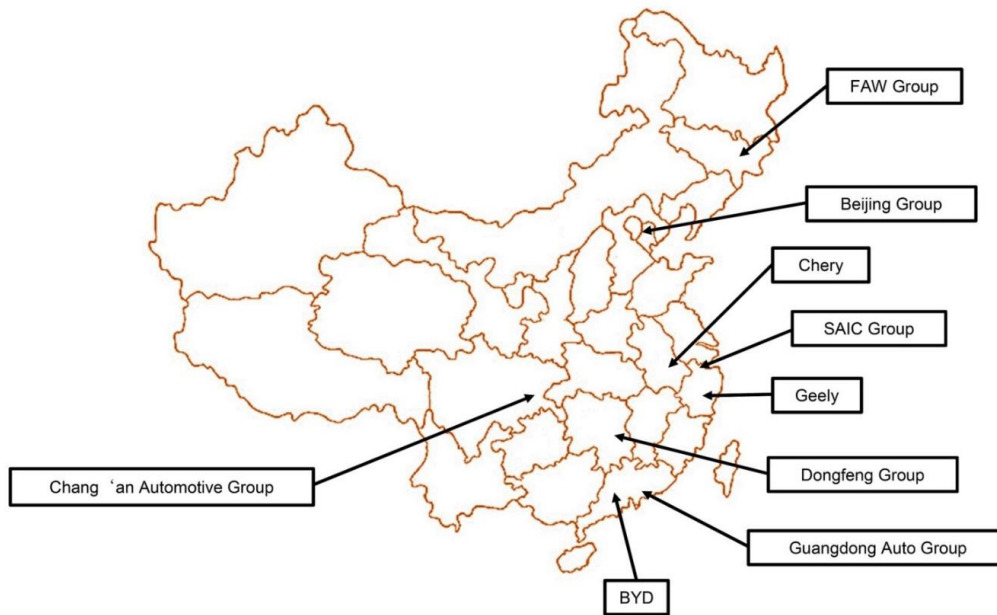 FAW Group
Beijing Group
Chery
SAIC Group
Geely
Dongfeng Group
Chang‘an Automotive Group
Guangdong Auto Group
BYD